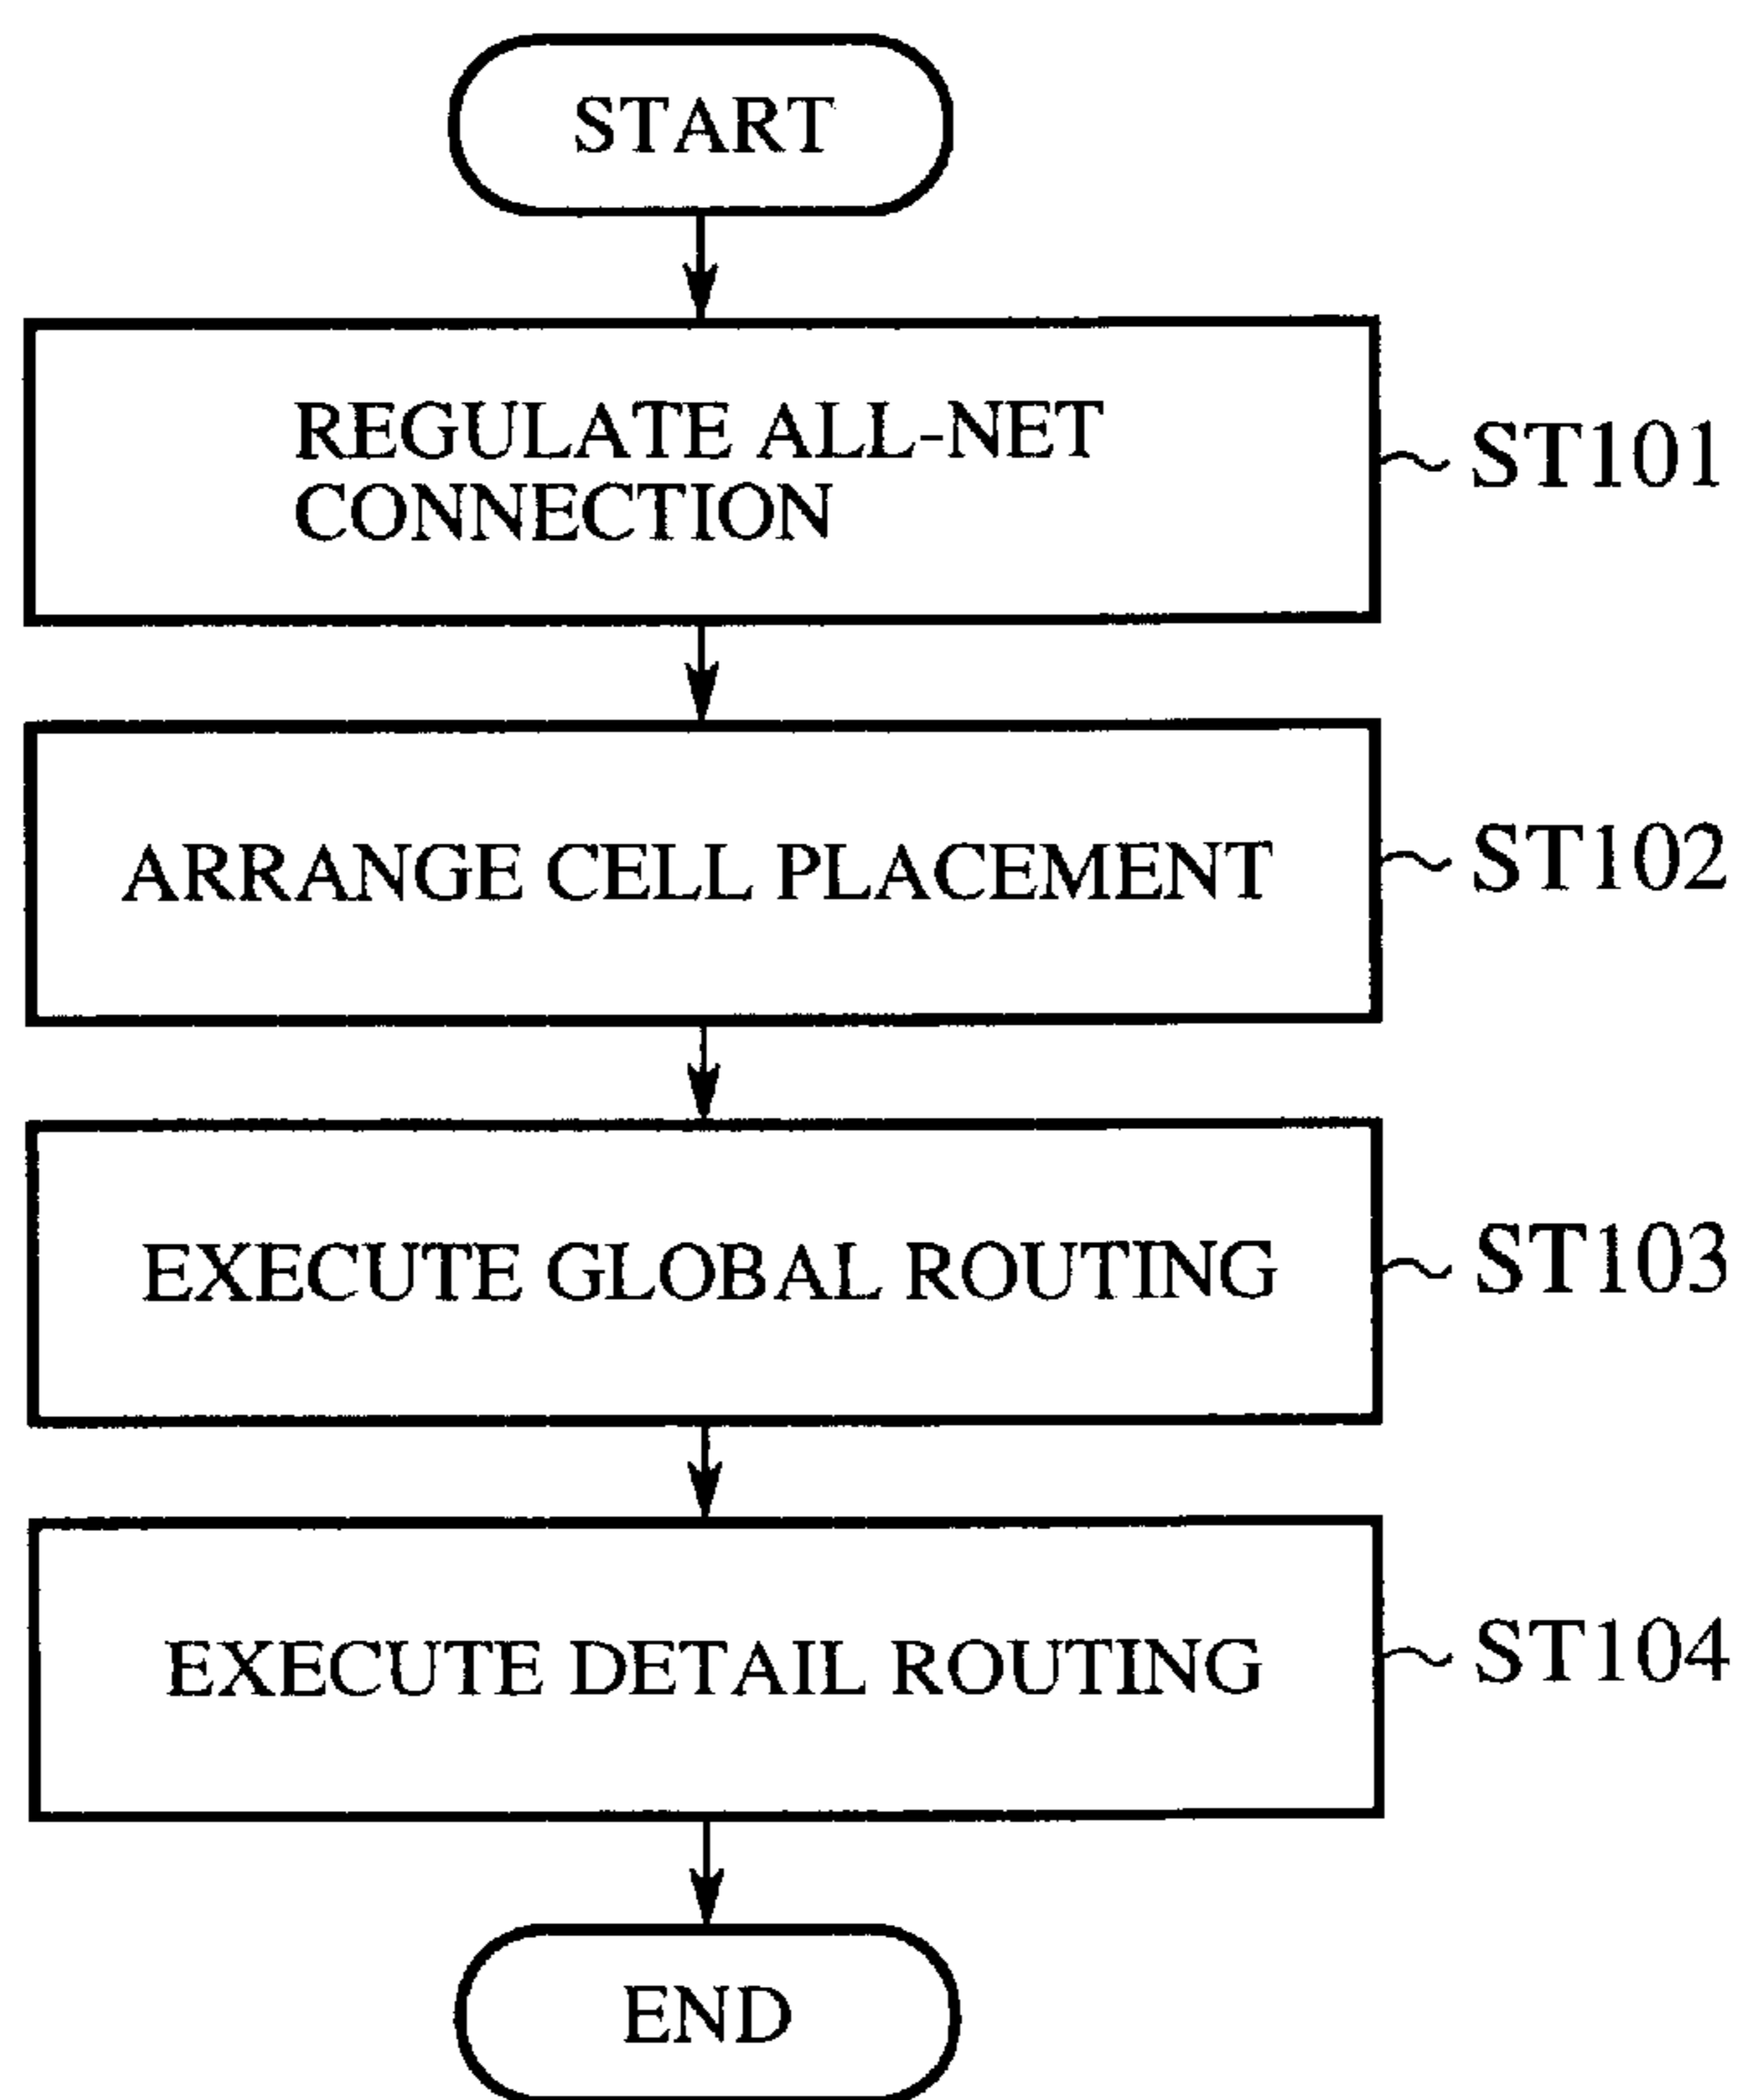 START
REGULATE ALL-NET
CONNECTION
ST101
ARRANGE CELL PLACEMENT
ST102
EXECUTE GLOBAL ROUTING
ST103
EXECUTE DETAIL ROUTING
ST104
END